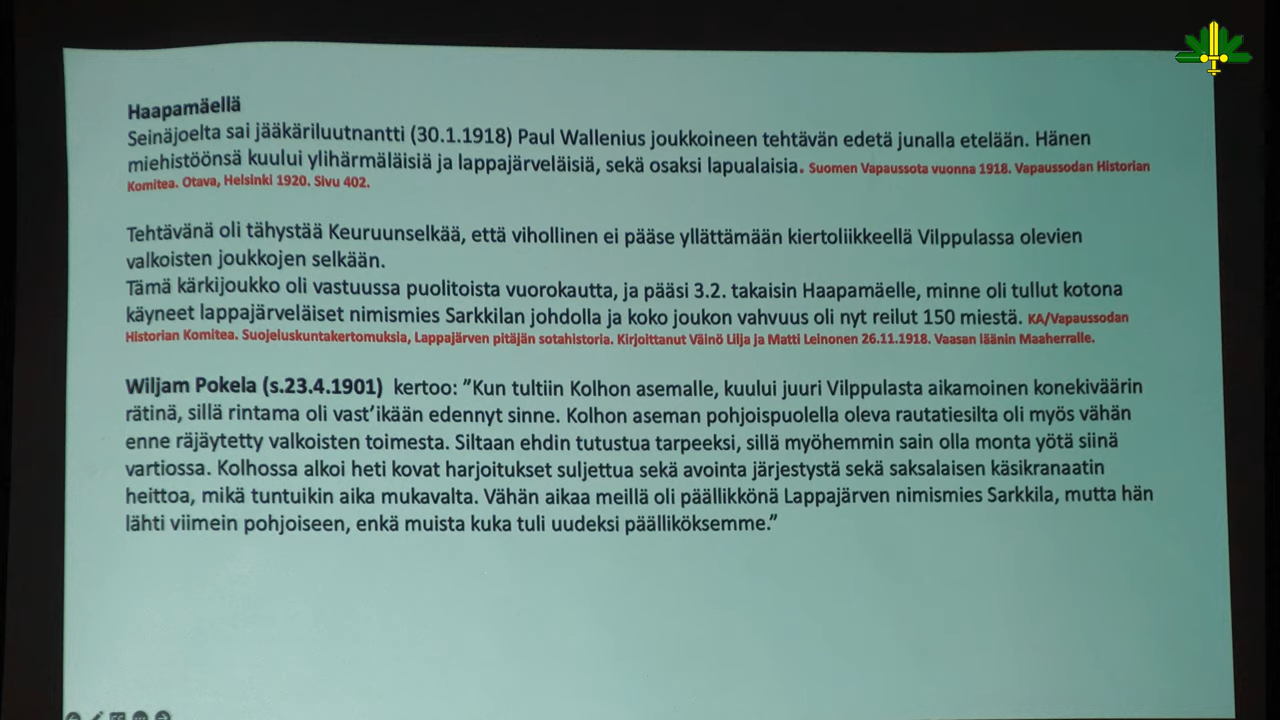 Haapamäellä
Seinäjoelta sai jääkäriluutnantti (30.1.1918) Paul Wallenius joukkoineen tehtävän edetä junalla etelään. Hänen
miehistöönsä kuului ylihärmäläisiä ja lappajärveläisiä, sekä osaksi lapualaisia. Suomen Vapaussota vuonna 1918. Vapaussodan Historian
Komitea. Otava, Helsinki 1920. Sivu 402.
Tehtävänä oli tähystää Keuruunselkää, että vihollinen ei pääse yllättämään kiertoliikkeellä Vilppulassa olevien
valkoisten joukkojen selkään.
Tämä kärkijoukko oli vastuussa puolitoista vuorokautta, ja pääsi 3.2. takaisin Haapamäelle, minne oli tullut kotona
käyneet lappajärveläiset nimismies Sarkkilan johdolla ja koko joukon vahvuus oli nyt reilut 150 miestä. KA/Vapaussodan
Historian Komitea. Suojeluskuntakertomuksia, Lappajärven pitäjän sotahistoria. Kirjoittanut Väinö Lilja ja Matti Leinonen 26.11.1918. Vaasan läänin Maaherralle.
Wiljam Pokela (s.23.4.1901) kertoo: ”Kun tultiin Kolhon asemalle, kuului juuri Vilppulasta aikamoinen konekiväärin
rätinä, sillä rintama oli vast’ikään edennyt sinne. Kolhon aseman pohjoispuolella oleva rautatiesilta oli myös vähän
enne räjäytetty valkoisten toimesta. Siltaan ehdin tutustua tarpeeksi, sillä myöhemmin sain olla monta yötä siinä
vartiossa. Kolhossa alkoi heti kovat harjoitukset suljettua sekä avointa järjestystä sekä saksalaisen käsikranaatin
heittoa, mikä tuntuikin aika mukavalta. Vähän aikaa meillä oli päällikkönä Lappajärven nimismies Sarkkila, mutta hän
lähti viimein pohjoiseen, enkä muista kuka tuli uudeksi päälliköksemme.”